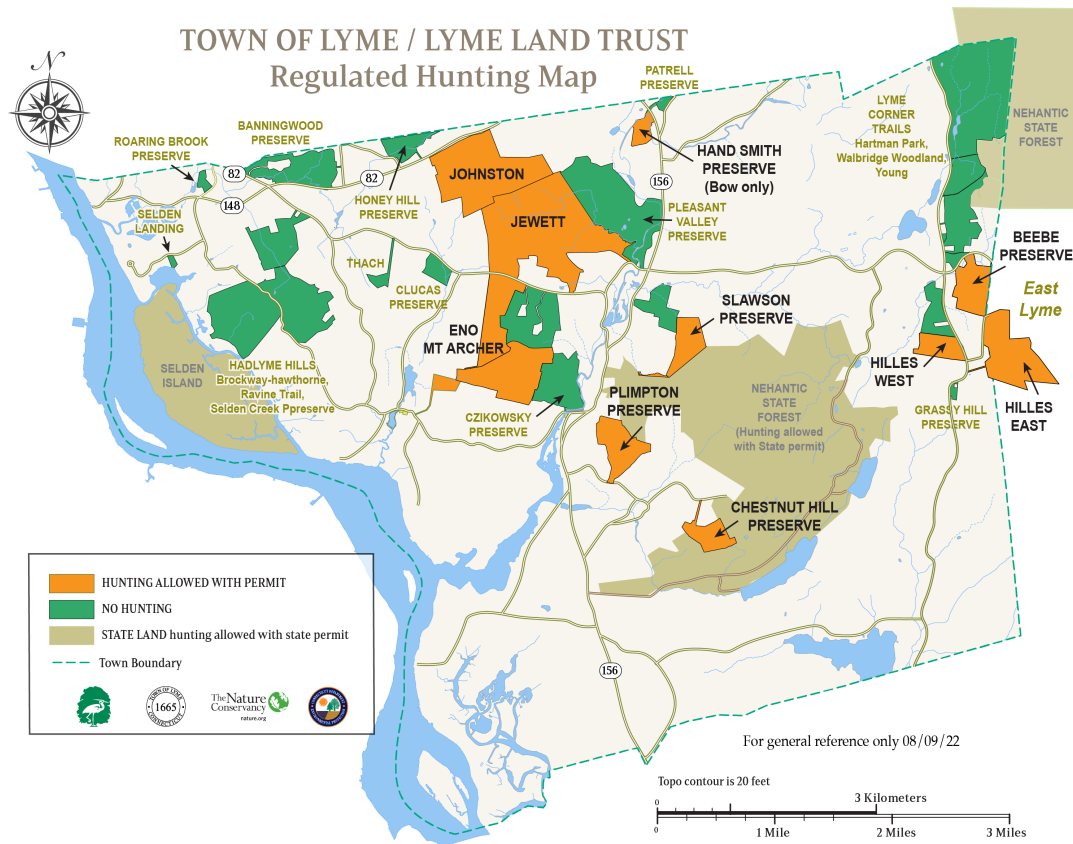 TOWN OF LYME / LYME LAND TRUST
Regulated Hunting Map
N
PATRELL
PRESERVE
LYME
CORNER
TRAILS
Hartman Park,
Walbridge Woodland,
Young
NEHANTIC
STATE
FOREST
BANNINGWOOD
PRESERVE
ROARING BROOK
PRESERVE
82
82
148
HONEY HILL
PRESERVE
JOHNSTON
HAND SMITH
PRESERVE
(Bow only)
156
JEWETT
PLEASANT
VALLEY
PRESERVE
SELDEN
LANDING
THACH
CLUCAS
PRESERVE
BEEBE
PRESERVE
East
Lyme
SLAWSON
PRESERVE
ENO
MT ARCHER
HILLES
WEST
HILLES
EAST
SELDEN
ISLAND
HADLYME HILLS
Brockway-hawthorne,
Ravine Trail,
Selden Creek Ppreserve
PLIMPTON
PRESERVE
NEHANTIC
STATE
FOREST
(Hunting allowed
with State permit)
CZIKOWSKY
PRESERVE
GRASSY HILL
PRESERVE
CHESTNUT HILL
PRESERVE
HUNTING ALLOWED WITH PERMIT
NO HUNTING
STATE LAND hunting allowed with state permit
Town Boundary
TOWN OF LYME
1665
CONNECTICUT
The Nature
Conservancy
nature.org
156
For general reference only 08/09/22
Topo contour is 20 feet
0
3 Kilometers
0
1 Mile
2 Miles
3 Miles